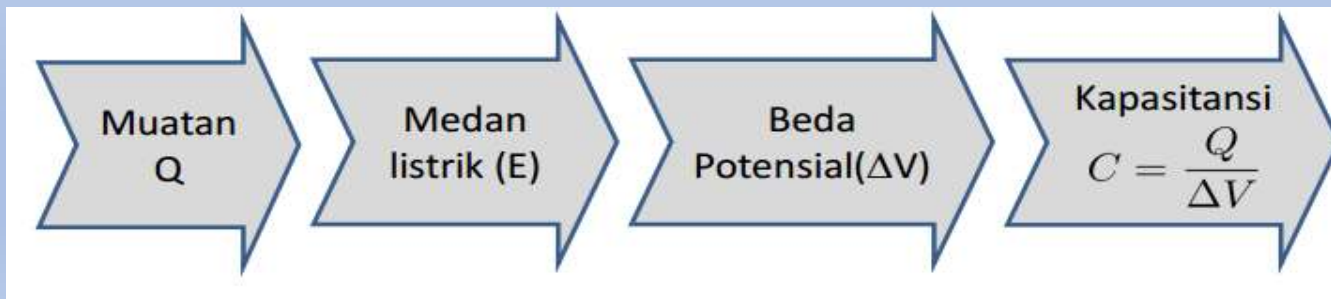 Muatan
Q
Medan
listrik (E)
Beda
Potensial(ΔV)
Kapasitansi
C = Q/ΔV